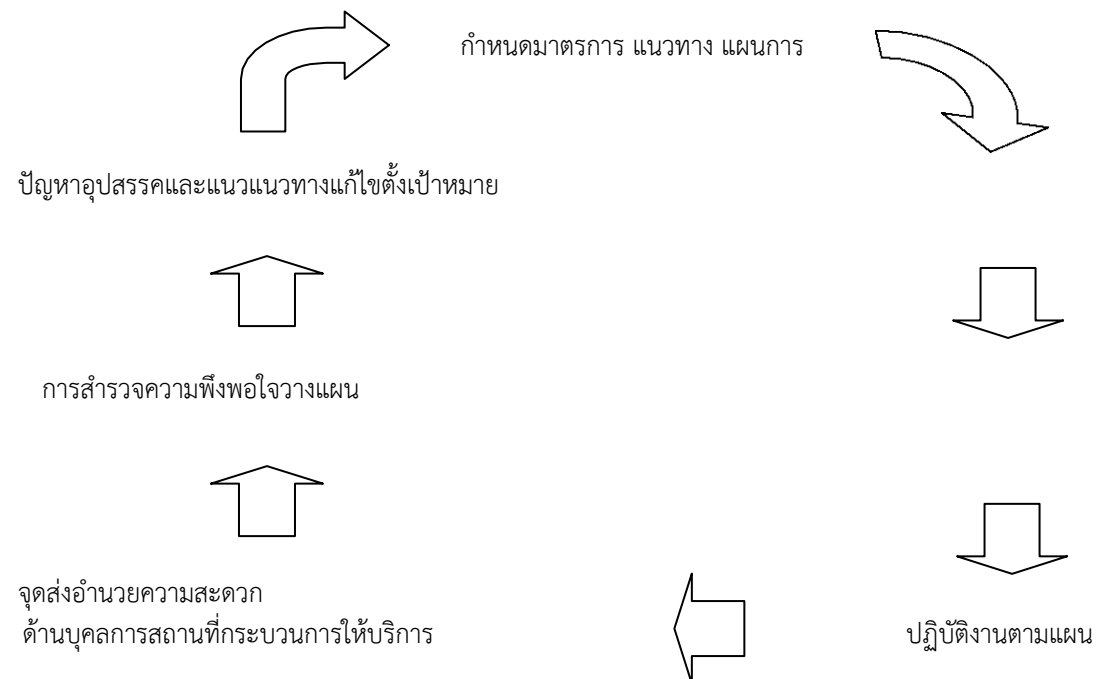 กำหนดมาตรการ แนวทาง แผนการ
ปัญหาอุปสรรคและแนวแนวทางแก้ไขตั้งเป้าหมาย
การสำรวจความพึงพอใจวางแผน
จุดส่งอำนวยความสะดวก
ด้านบุคลการสถานที่กระบวนการให้บริการ
ปฏิบัติงานตามแผน